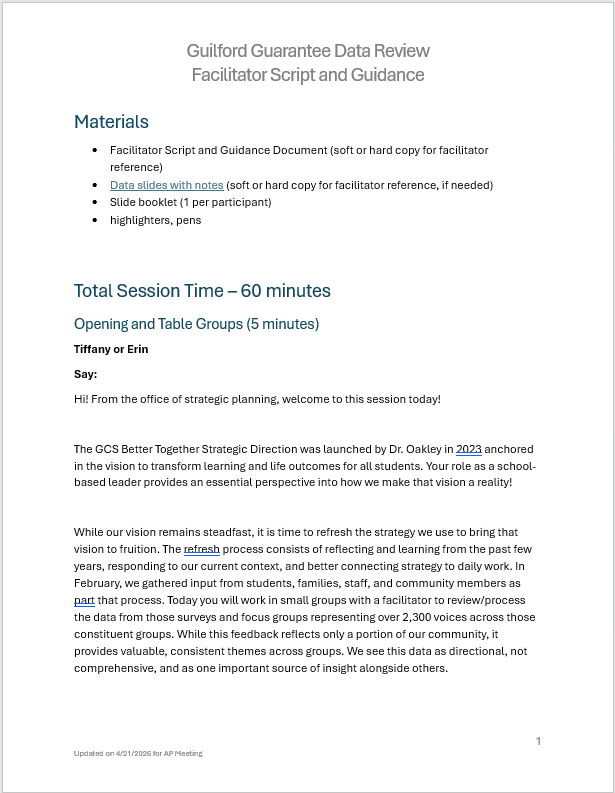 Guilford Guarantee Data Review
Facilitator Script and Guidance
Materials
• Facilitator Script and Guidance Document (soft or hard copy for facilitator
reference)
• Data slides with notes (soft or hard copy for facilitator reference, if needed)
• Slide booklet (1 per participant)
• highlighters, pens
Total Session Time – 60 minutes
Opening and Table Groups (5 minutes)
Tiffany or Erin
Say:
Hi! From the office of strategic planning, welcome to this session today!
The GCS Better Together Strategic Direction was launched by Dr. Oakley in 2023 anchored
in the vision to transform learning and life outcomes for all students. Your role as a school-
based leader provides an essential perspective into how we make that vision a reality!
While our vision remains steadfast, it is time to refresh the strategy we use to bring that
vision to fruition. The refresh process consists of reflecting and learning from the past few
years, responding to our current context, and better connecting strategy to daily work. In
February, we gathered input from students, families, staff, and community members as
part that process. Today you will work in small groups with a facilitator to review/process
the data from those surveys and focus groups representing over 2,300 voices across those
constituent groups. While this feedback reflects only a portion of our community, it
provides valuable, consistent themes across groups. We see this data as directional, not
comprehensive, and as one important source of insight alongside others.
1
Updated on 4/21/2026 for AP Meeting